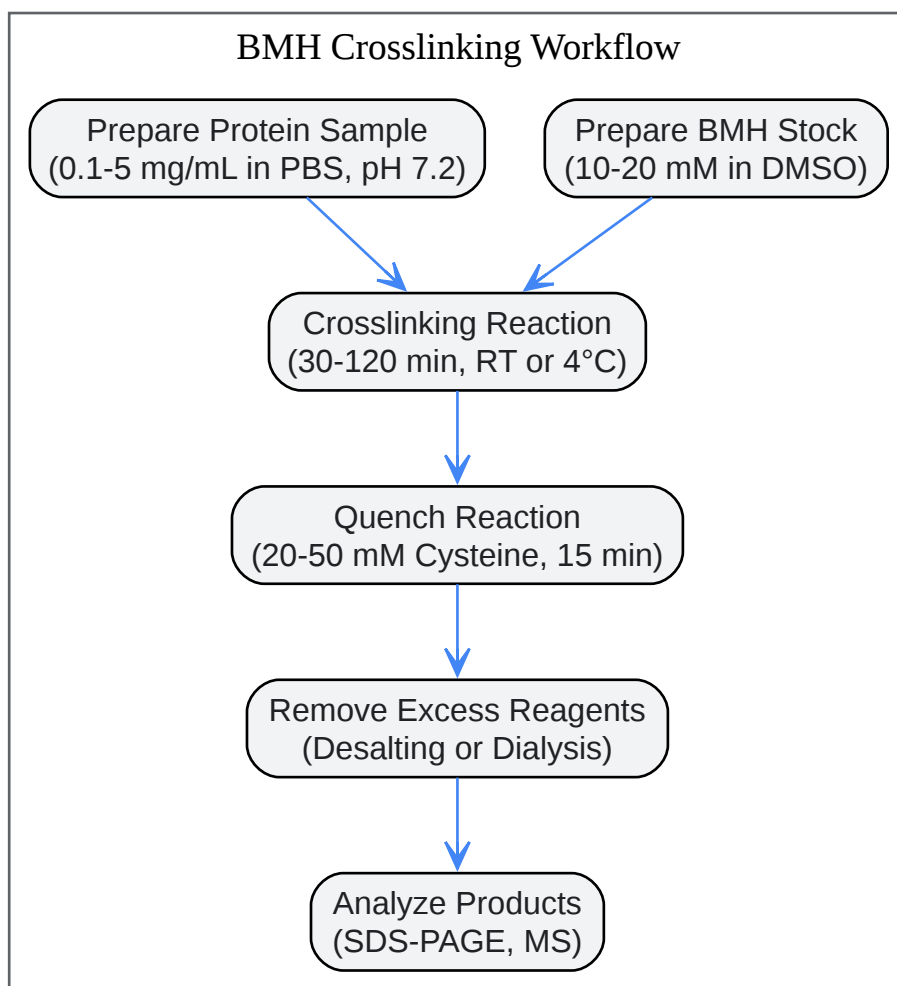 BMH Crosslinking Workflow
Prepare Protein Sample
(0.1-5 mg/mL in PBS, pH 7.2)
Prepare BMH Stock
(10-20 mM in DMSO)
Crosslinking Reaction
(30-120 min, RT or 4°C)
Quench Reaction
(20-50 mM Cysteine, 15 min)
Remove Excess Reagents
(Desalting or Dialysis)
Analyze Products
(SDS-PAGE, MS)